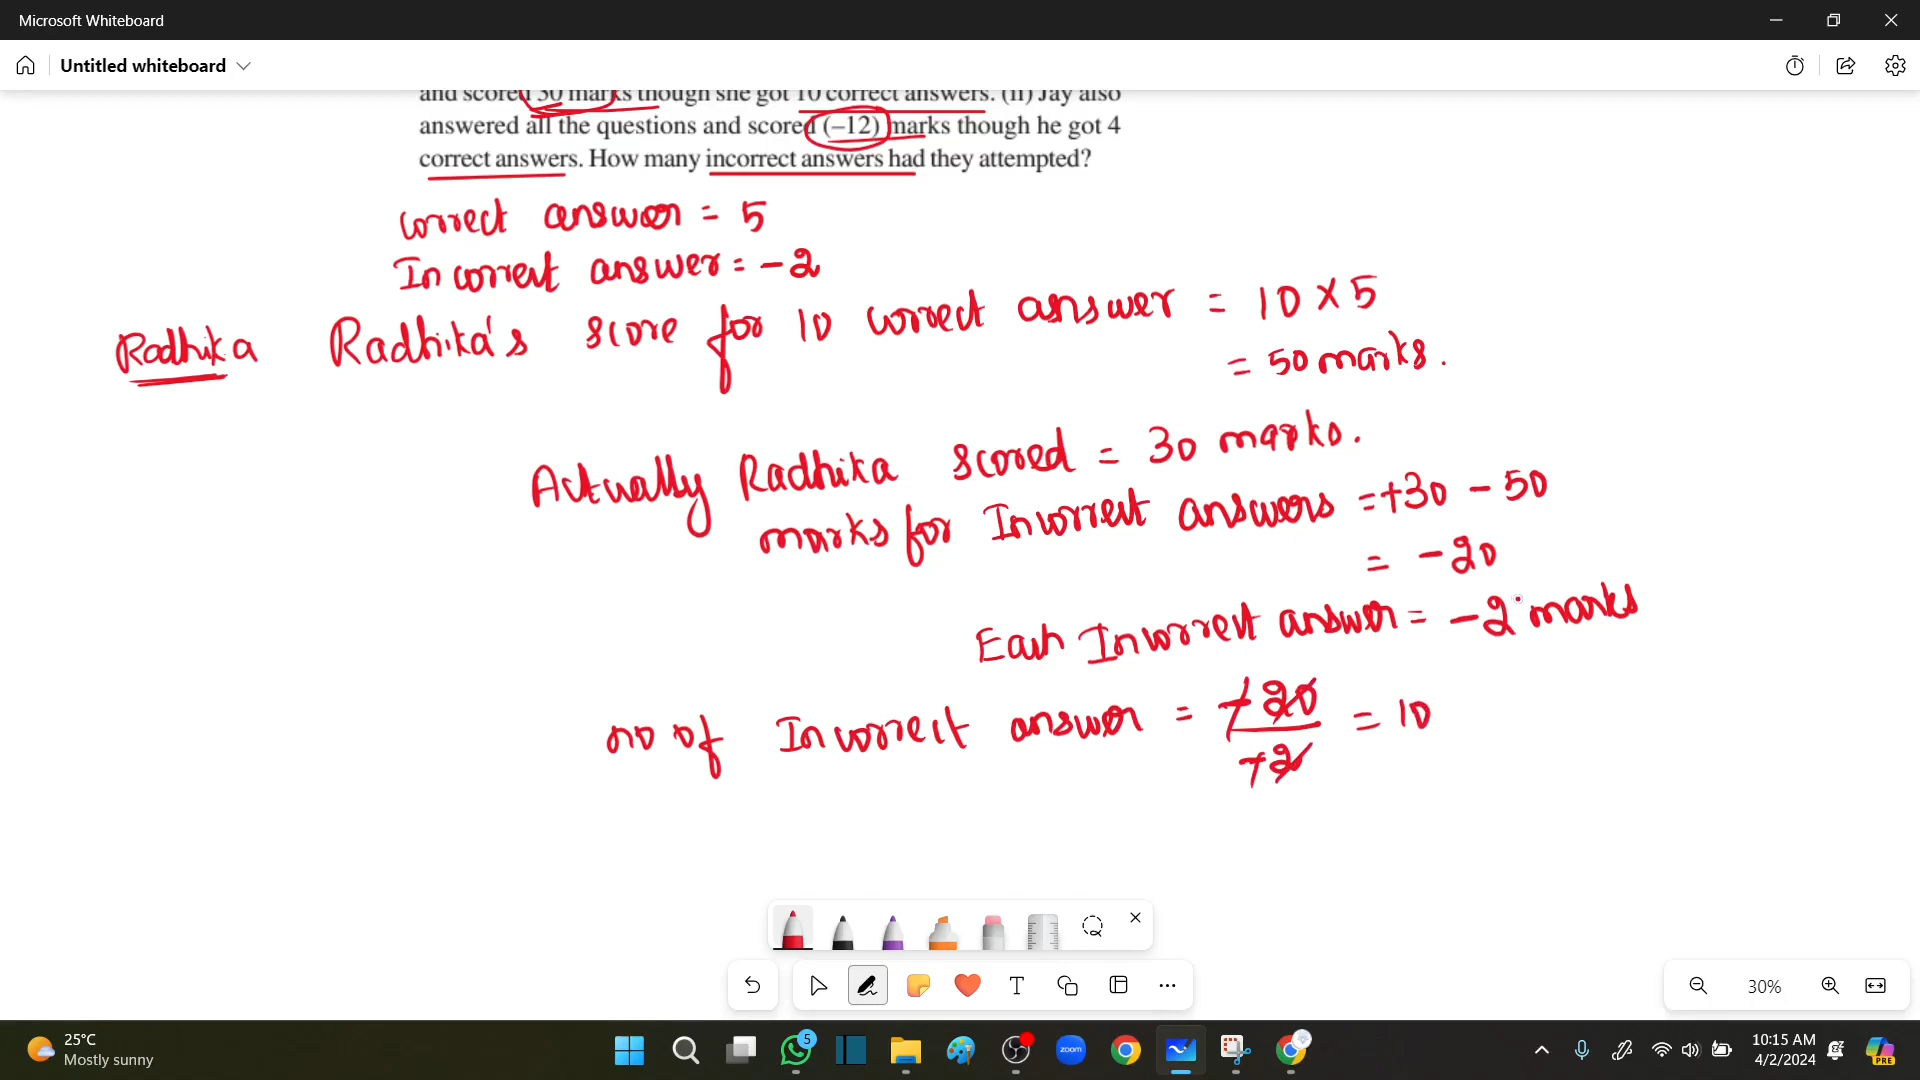 Microsoft Whiteboard
Untitled whiteboard
and scored 30 marks though she got 10 correct answers. (ii) Jay also
answered all the questions and scored (–12) marks though he got 4
correct answers. How many incorrect answers had they attempted?
correct answer = 5
Incorrect answer = -2
Radhika Radhika's score for 10 correct answer = 10 × 5
= 50 marks.
Actually Radhika scored = 30 marks.
marks for Incorrect answers = +30 - 50
= -20
Each Incorrect answer = -2 marks
no of Incorrect answer = -20/-2 = 10
30%
25°C
Mostly sunny
5
zoom
10:15 AM
4/2/2024
PRE